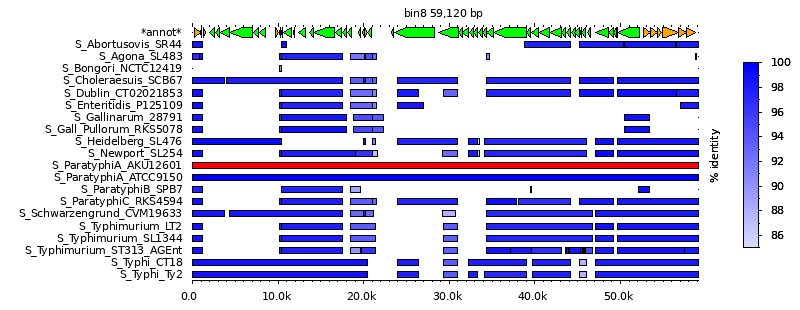 bin8 59,120 bp
*annot*
S_Abortusovis_SR44
S_Agona_SL483
S_Bongori_NCTC12419
S_Choleraesuis_SCB67
S_Dublin_CT02021853
S_Enteritidis_P125109
S_Gallinarum_28791
S_Gall_Pullorum_RKS5078
S_Heidelberg_SL476
S_Newport_SL254
S_ParatyphiA_AKU12601
S_ParatyphiA_ATCC9150
S_ParatyphiB_SPB7
S_ParatyphiC_RKS4594
S_Schwarzengrund_CVM19633
S_Typhimurium_LT2
S_Typhimurium_SL1344
S_Typhimurium_ST313_AGEnt
S_Typhi_CT18
S_Typhi_Ty2
0.0 10.0k 20.0k 30.0k 40.0k 50.0k
% identity
100
98
96
94
92
90
88
86